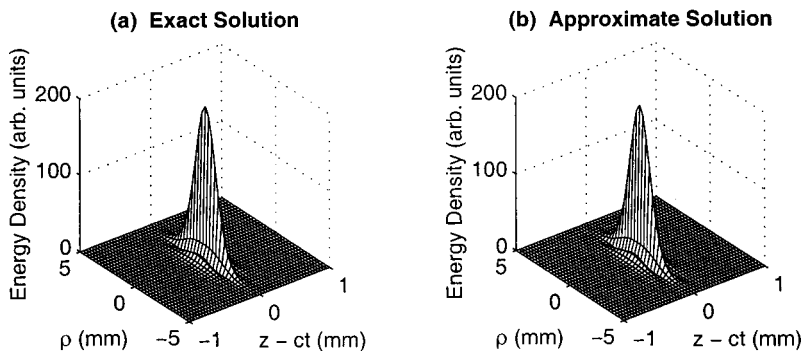 (a) Exact Solution
Energy Density (arb. units)
200
100
0
5
0
−5
ρ (mm)
−1
0
1
z − ct (mm)
(b) Approximate Solution
Energy Density (arb. units)
200
100
0
5
0
−5
ρ (mm)
−1
0
1
z − ct (mm)